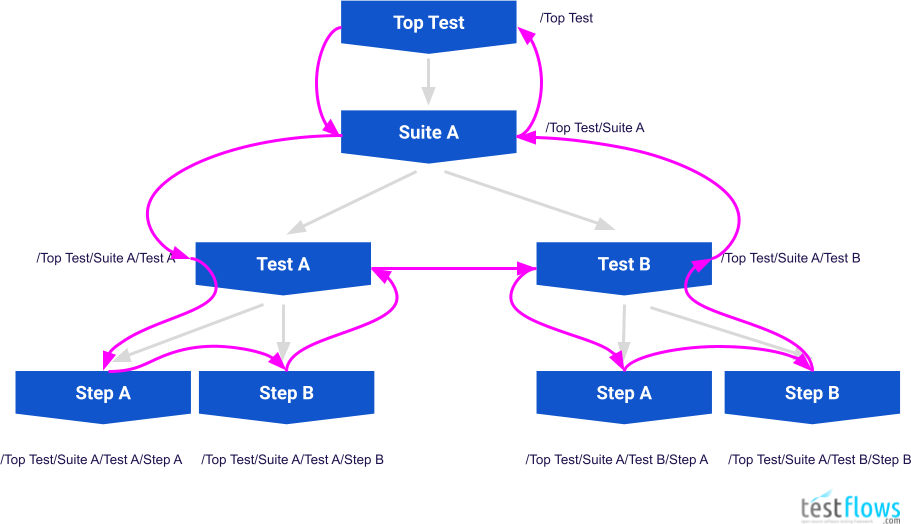 Top Test
/Top Test
Suite A
/Top Test/Suite A
/Top Test/Suite A/Test A
Test A
Test B
/Top Test/Suite A/Test B
Step A
Step B
Step A
Step B
/Top Test/Suite A/Test A/Step A
/Top Test/Suite A/Test A/Step B
/Top Test/Suite A/Test B/Step A
/Top Test/Suite A/Test B/Step B
testflows
.com